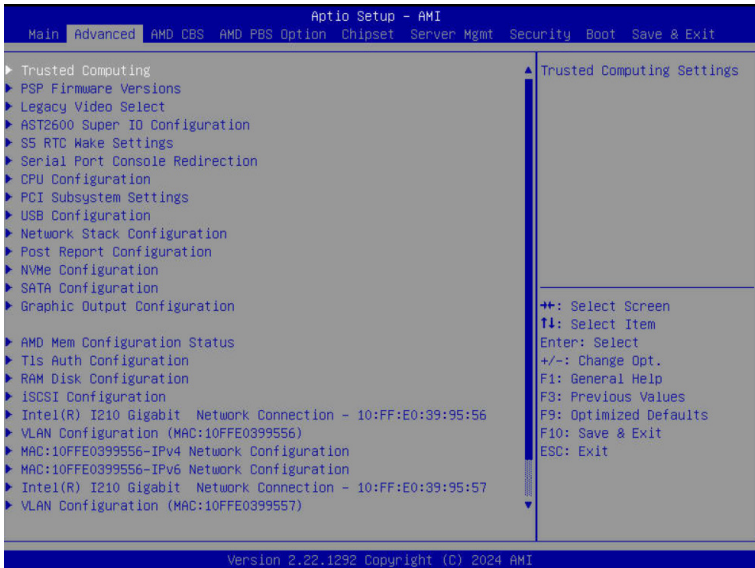 Aptio Setup - AMI
Main Advanced AMD CBS AMD PBS Option Chipset Server Mgmt Security Boot Save & Exit
Trusted Computing
PSP Firmware Versions
Legacy Video Select
AST2600 Super IO Configuration
S5 RTC Wake Settings
Serial Port Console Redirection
CPU Configuration
PCI Subsystem Settings
USB Configuration
Network Stack Configuration
Post Report Configuration
NVMe Configuration
SATA Configuration
Graphic Output Configuration
AMD Mem Configuration Status
Tls Auth Configuration
RAM Disk Configuration
iSCSI Configuration
Intel(R) I210 Gigabit  Network Connection - 10:FF:E0:39:95:56
VLAN Configuration (MAC:10FFE0399556)
MAC:10FFE0399556-IPv4 Network Configuration
MAC:10FFE0399556-IPv6 Network Configuration
Intel(R) I210 Gigabit  Network Connection - 10:FF:E0:39:95:57
VLAN Configuration (MAC:10FFE0399557)
Trusted Computing Settings
→←: Select Screen
↑↓: Select Item
Enter: Select
+/-: Change Opt.
F1: General Help
F3: Previous Values
F9: Optimized Defaults
F10: Save & Exit
ESC: Exit
Version 2.22.1292 Copyright (C) 2024 AMI